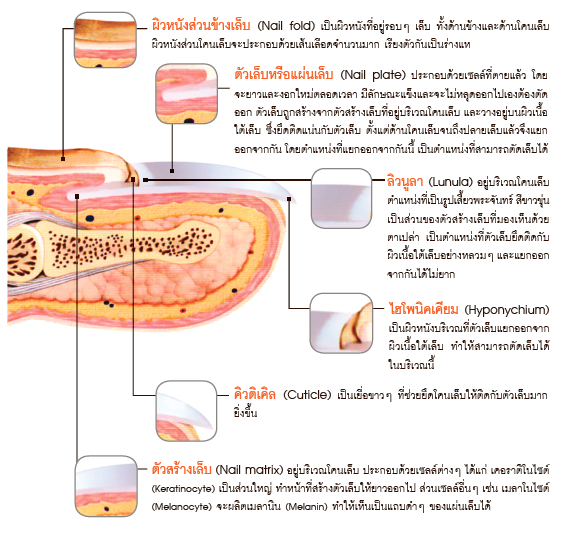 ผิวหนังส่วนข้างเล็บ (Nail fold) เป็นผิวหนังที่อยู่รอบๆ เล็บ ทั้งด้านข้างและด้านโคนเล็บ
ผิวหนังส่วนโคนเล็บจะประกอบด้วยเส้นเลือดจำนวนมาก เรียงตัวกันเป็นร่างแห
ตัวเล็บหรือแผ่นเล็บ (Nail plate) ประกอบด้วยเซลล์ที่ตายแล้ว โดย
จะยาวและงอกใหม่ตลอดเวลา มีลักษณะแข็งและจะไม่หลุดออกไปเองต้องตัด
ออก ตัวเล็บถูกสร้างจากตัวสร้างเล็บที่อยู่บริเวณโคนเล็บ และวางอยู่บนผิวเนื้อ
ใต้เล็บ ซึ่งยึดติดแน่นกับตัวเล็บ ตั้งแต่ด้านโคนเล็บจนถึงปลายเล็บแล้วจึงแยก
ออกจากกัน โดยตำแหน่งที่แยกออกจากกันนี้ เป็นตำแหน่งที่สามารถตัดเล็บได้
ลิวนูลา (Lunula) อยู่บริเวณโคนเล็บ
ตำแหน่งที่เป็นรูปเสี้ยวพระจันทร์ สีขาวขุ่น
เป็นส่วนของตัวสร้างเล็บที่มองเห็นด้วย
ตาเปล่า เป็นตำแหน่งที่ตัวเล็บยึดติดกับ
ผิวเนื้อใต้เล็บอย่างหลวมๆ และแยกออก
จากกันได้ไม่ยาก
ไฮโพนิคเคียม (Hyponychium)
เป็นผิวหนังบริเวณที่ตัวเล็บแยกออกจาก
ผิวเนื้อใต้เล็บ ทำให้สามารถตัดเล็บได้
ในบริเวณนี้
คิวติเคิล (Cuticle) เป็นเยื่อขาวๆ ที่ช่วยยึดโคนเล็บให้ติดกับตัวเล็บมาก
ยิ่งขึ้น
ตัวสร้างเล็บ (Nail matrix) อยู่บริเวณโคนเล็บ ประกอบด้วยเซลล์ต่างๆ ได้แก่ เคอราติโนไซต์
(Keratinocyte) เป็นส่วนใหญ่ ทำหน้าที่สร้างตัวเล็บให้ยาวออกไป ส่วนเซลล์อื่นๆ เช่น เมลาโนไซต์
(Melanocyte) จะผลิตเมลานิน (Melanin) ทำให้เห็นเป็นแถบดำๆ ของแผ่นเล็บได้